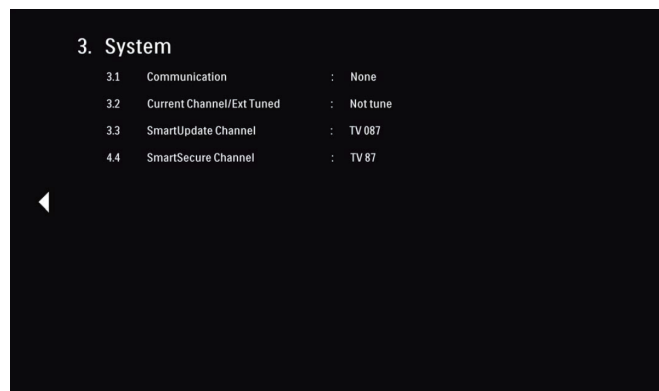 3. System
3.1 Communication : None
3.2 Current Channel/Ext Tuned : Not tune
3.3 SmartUpdate Channel : TV 087
4.4 SmartSecure Channel : TV 87